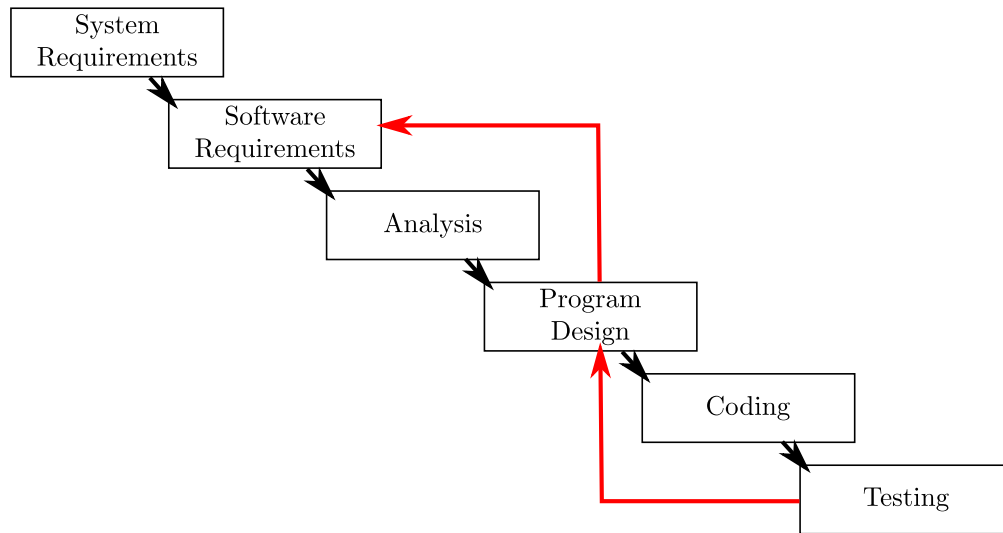 System
Requirements
Software
Requirements
Analysis
Program
Design
Coding
Testing